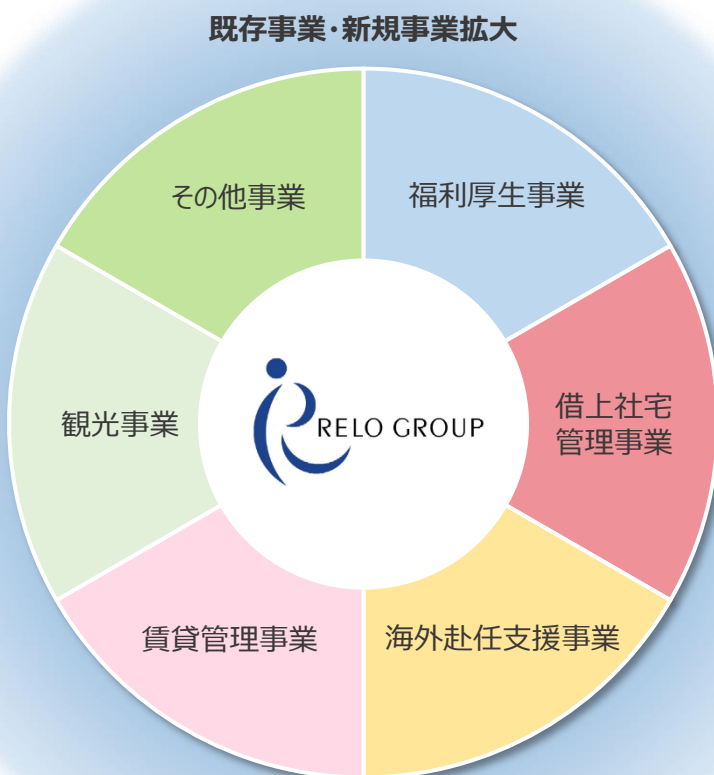 既存事業・新規事業拡大
その他事業
福利厚生事業
観光事業
RELO GROUP
借上社宅
管理事業
賃貸管理事業
海外赴任支援事業